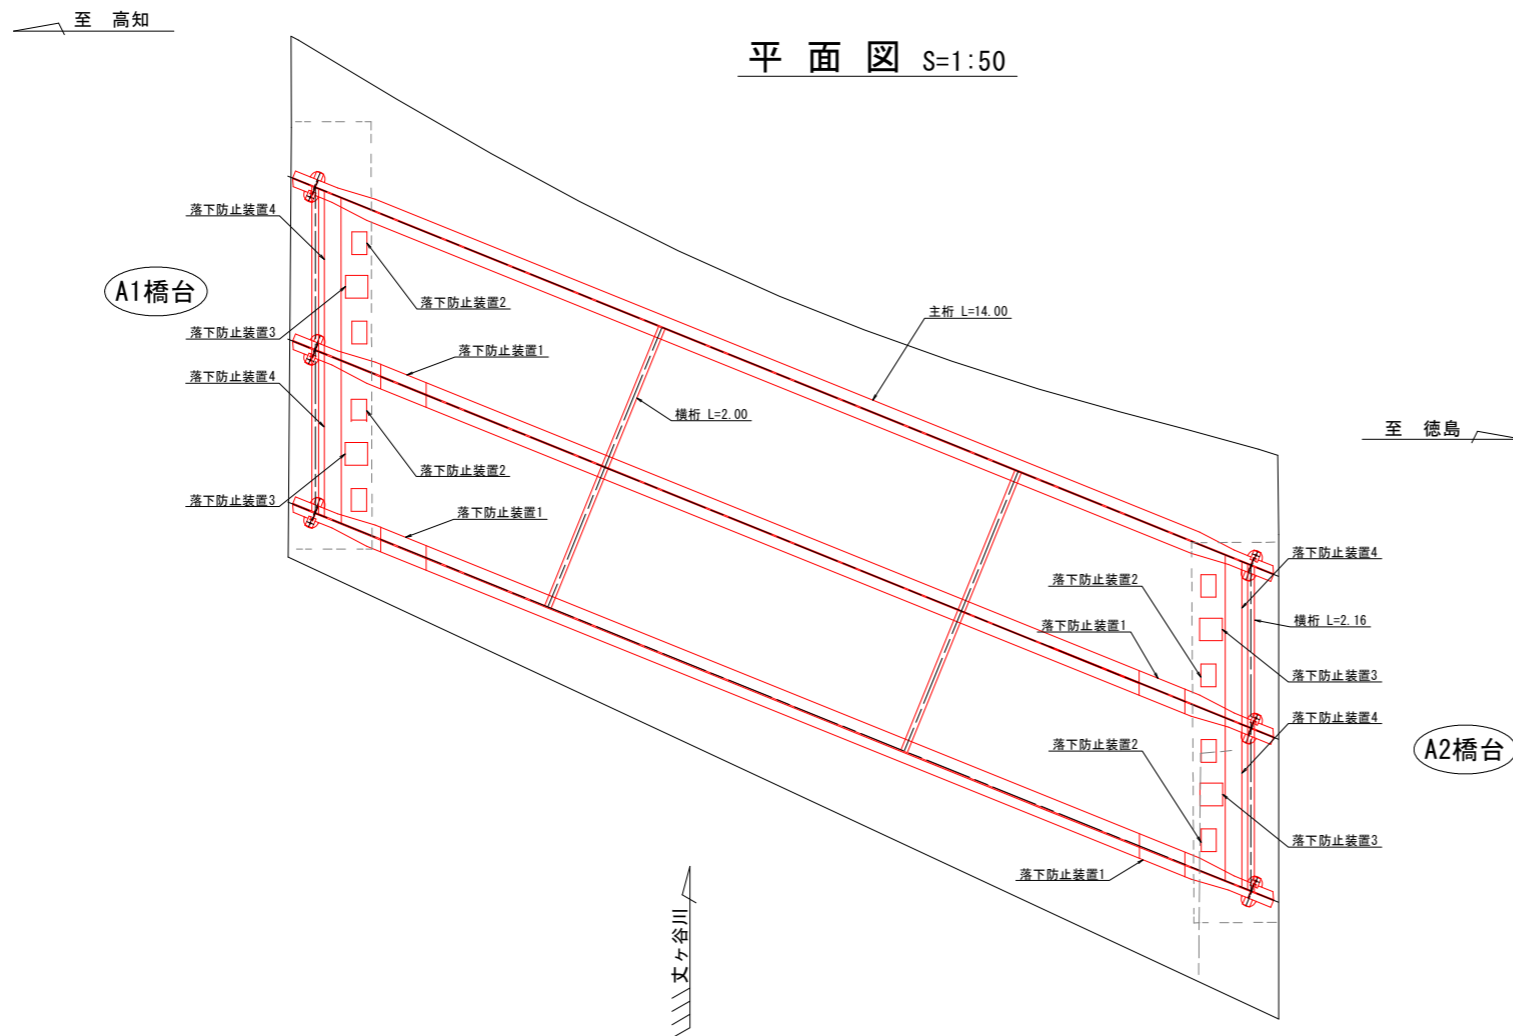 至 高知
平面図 S=1:50
落下防止装置4
A1橋台
落下防止装置2
落下防止装置3
主桁 L=14.00
落下防止装置1
落下防止装置4
横桁 L=2.00
至 徳島
落下防止装置2
落下防止装置3
落下防止装置1
落下防止装置4
落下防止装置2
横桁 L=2.16
落下防止装置1
落下防止装置3
落下防止装置4
落下防止装置2
A2橋台
落下防止装置3
落下防止装置1
丈ヶ谷川